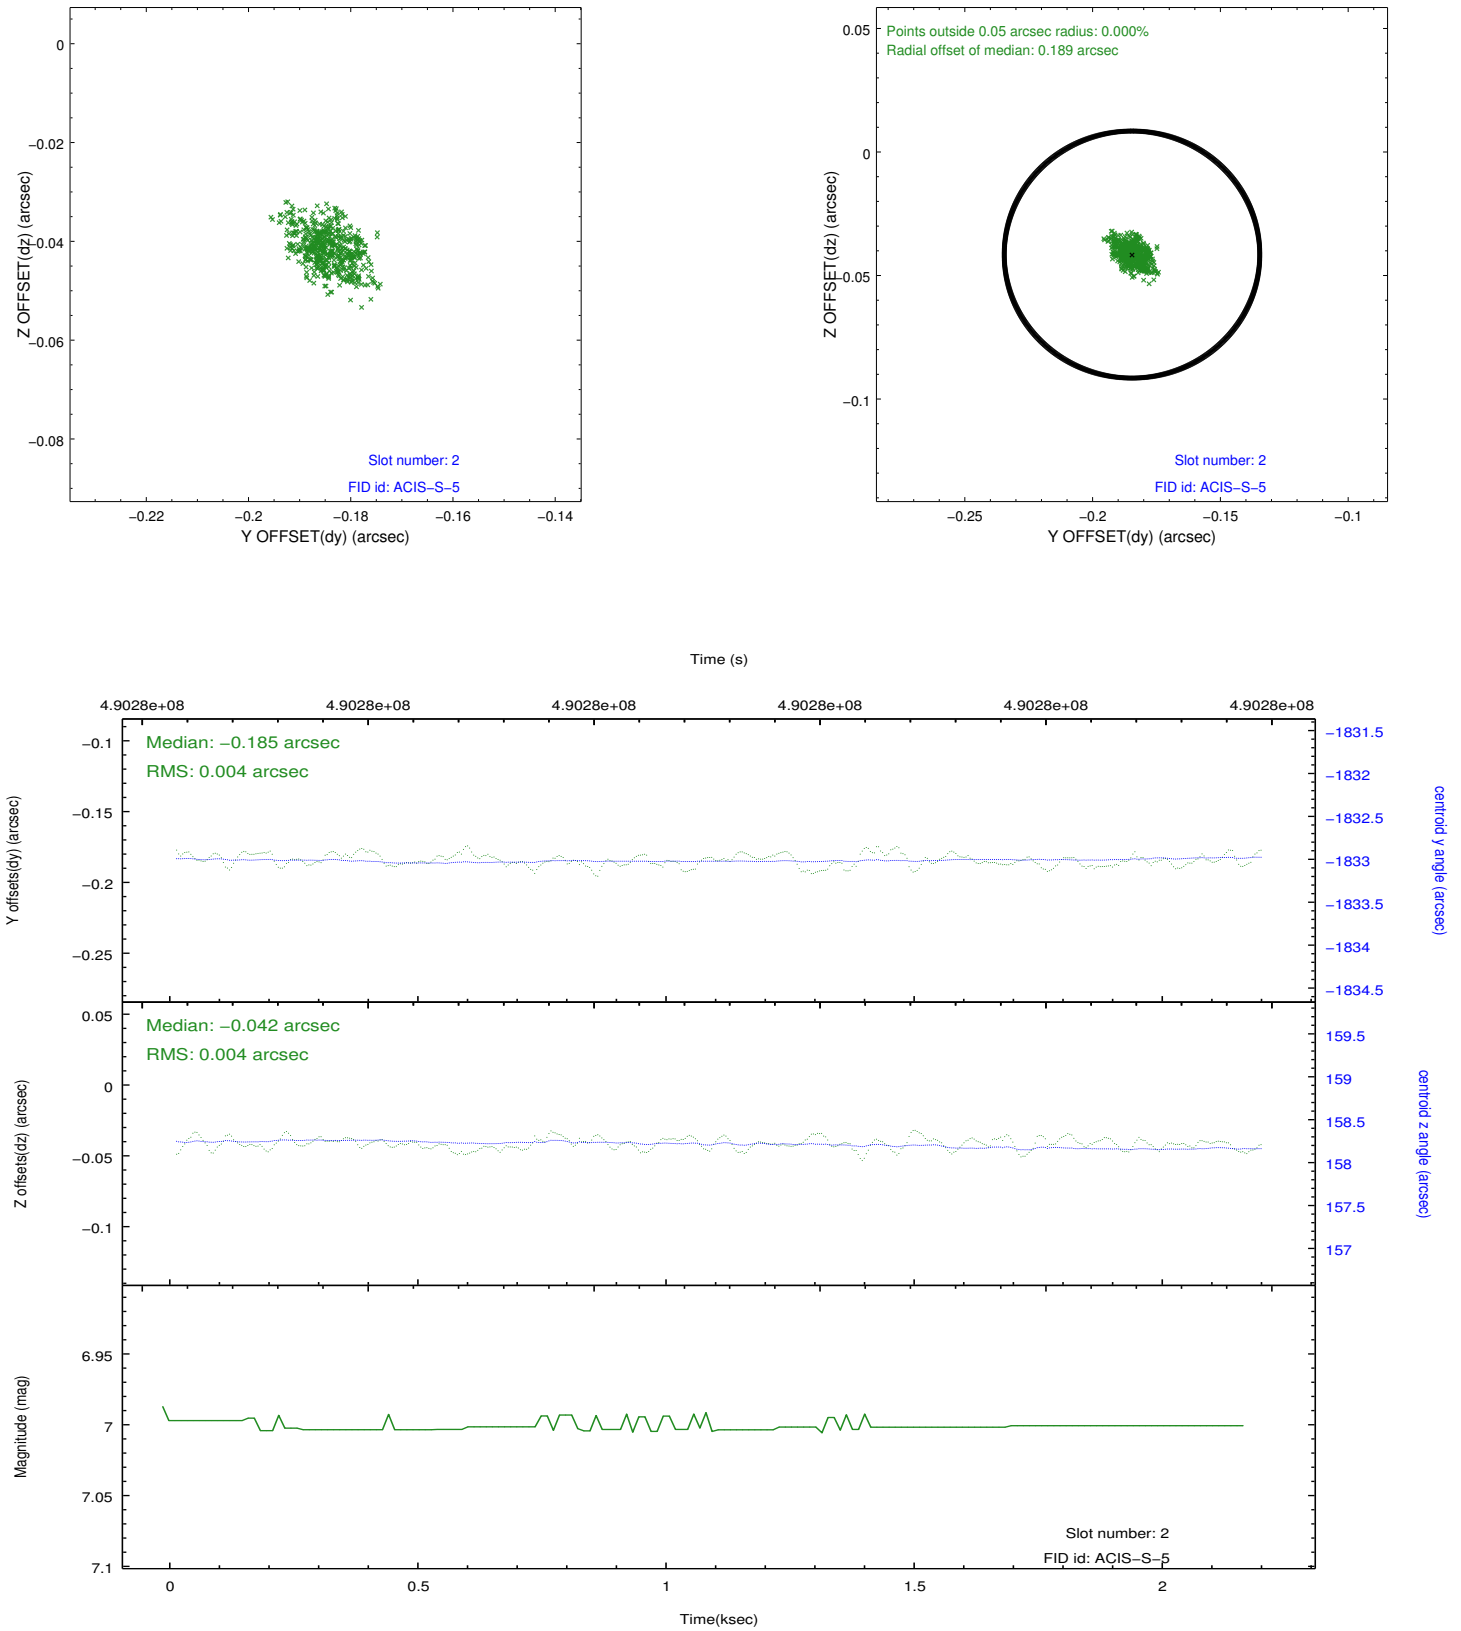 0
−0.02
−0.04
−0.06
−0.08
Z OFFSET(dz) (arcsec)
Slot number: 2
FID id: ACIS−S−5
−0.22
−0.2
−0.18
−0.16
−0.14
Y OFFSET(dy) (arcsec)
Points outside 0.05 arcsec radius: 0.000%
Radial offset of median: 0.189 arcsec
0.05
0
−0.05
−0.1
Z OFFSET(dz) (arcsec)
Slot number: 2
FID id: ACIS−S−5
−0.25
−0.2
−0.15
−0.1
Y OFFSET(dy) (arcsec)
Time (s)
4.9028e+08
4.9028e+08
4.9028e+08
4.9028e+08
4.9028e+08
4.9028e+08
Median: −0.185 arcsec
RMS: 0.004 arcsec
−0.1
−0.15
−0.2
−0.25
Y offsets(dy) (arcsec)
−1831.5
−1832
−1832.5
−1833
−1833.5
−1834
−1834.5
centroid y angle (arcsec)
Median: −0.042 arcsec
RMS: 0.004 arcsec
0.05
0
−0.05
−0.1
Z offsets(dz) (arcsec)
159.5
159
158.5
158
157.5
157
centroid z angle (arcsec)
6.95
7
7.05
7.1
Magnitude (mag)
Slot number: 2
FID id: ACIS−S−5
0
0.5
1
1.5
2
Time(ksec)